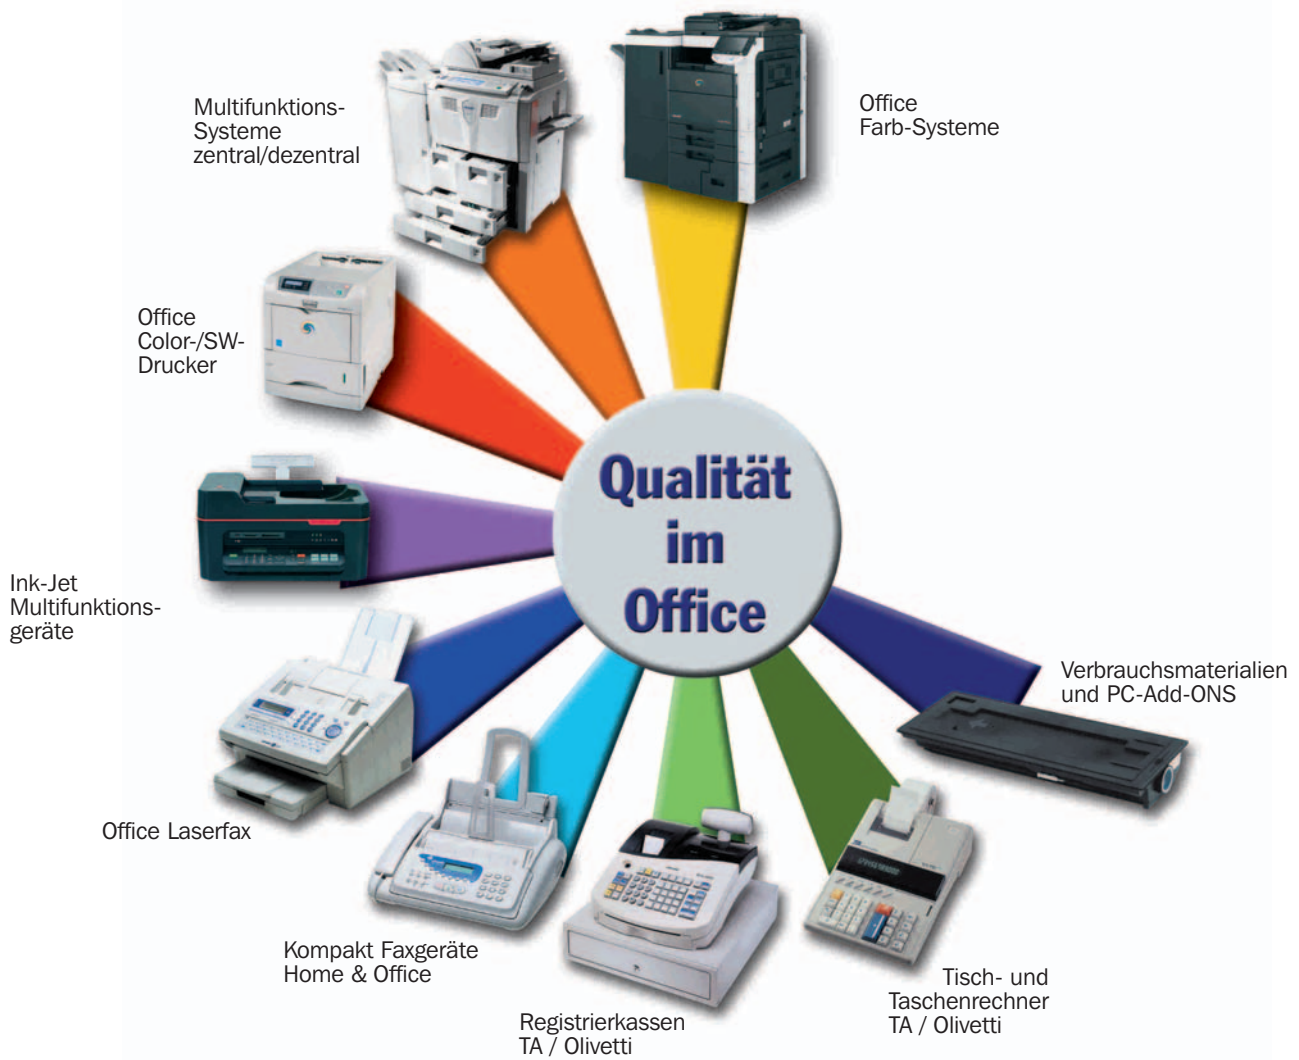 Multifunktions-
Systeme
zentral/dezentral
Office
Farb-Systeme
Office
Color-/SW-
Drucker
Qualität
im
Office
Ink-Jet
Multifunktions-
geräte
Verbrauchsmaterialien
und PC-Add-ONS
Office Laserfax
Kompakt Faxgeräte
Home & Office
Tisch- und
Taschenrechner
TA / Olivetti
Registrierkassen
TA / Olivetti